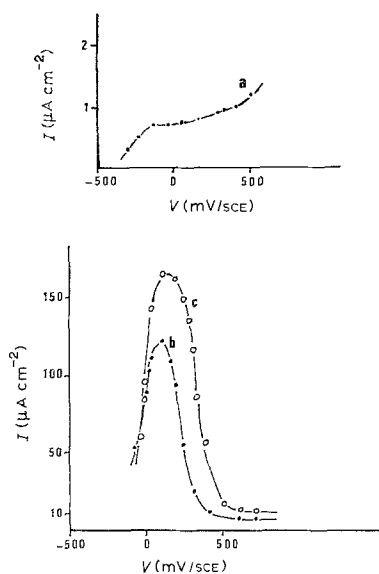 2
1
I (μA cm⁻²)
a
-500
0
500
V (mV/SCE)
150
100
50
10
I (μA cm⁻²)
c
b
-500
0
500
V (mV/SCE)